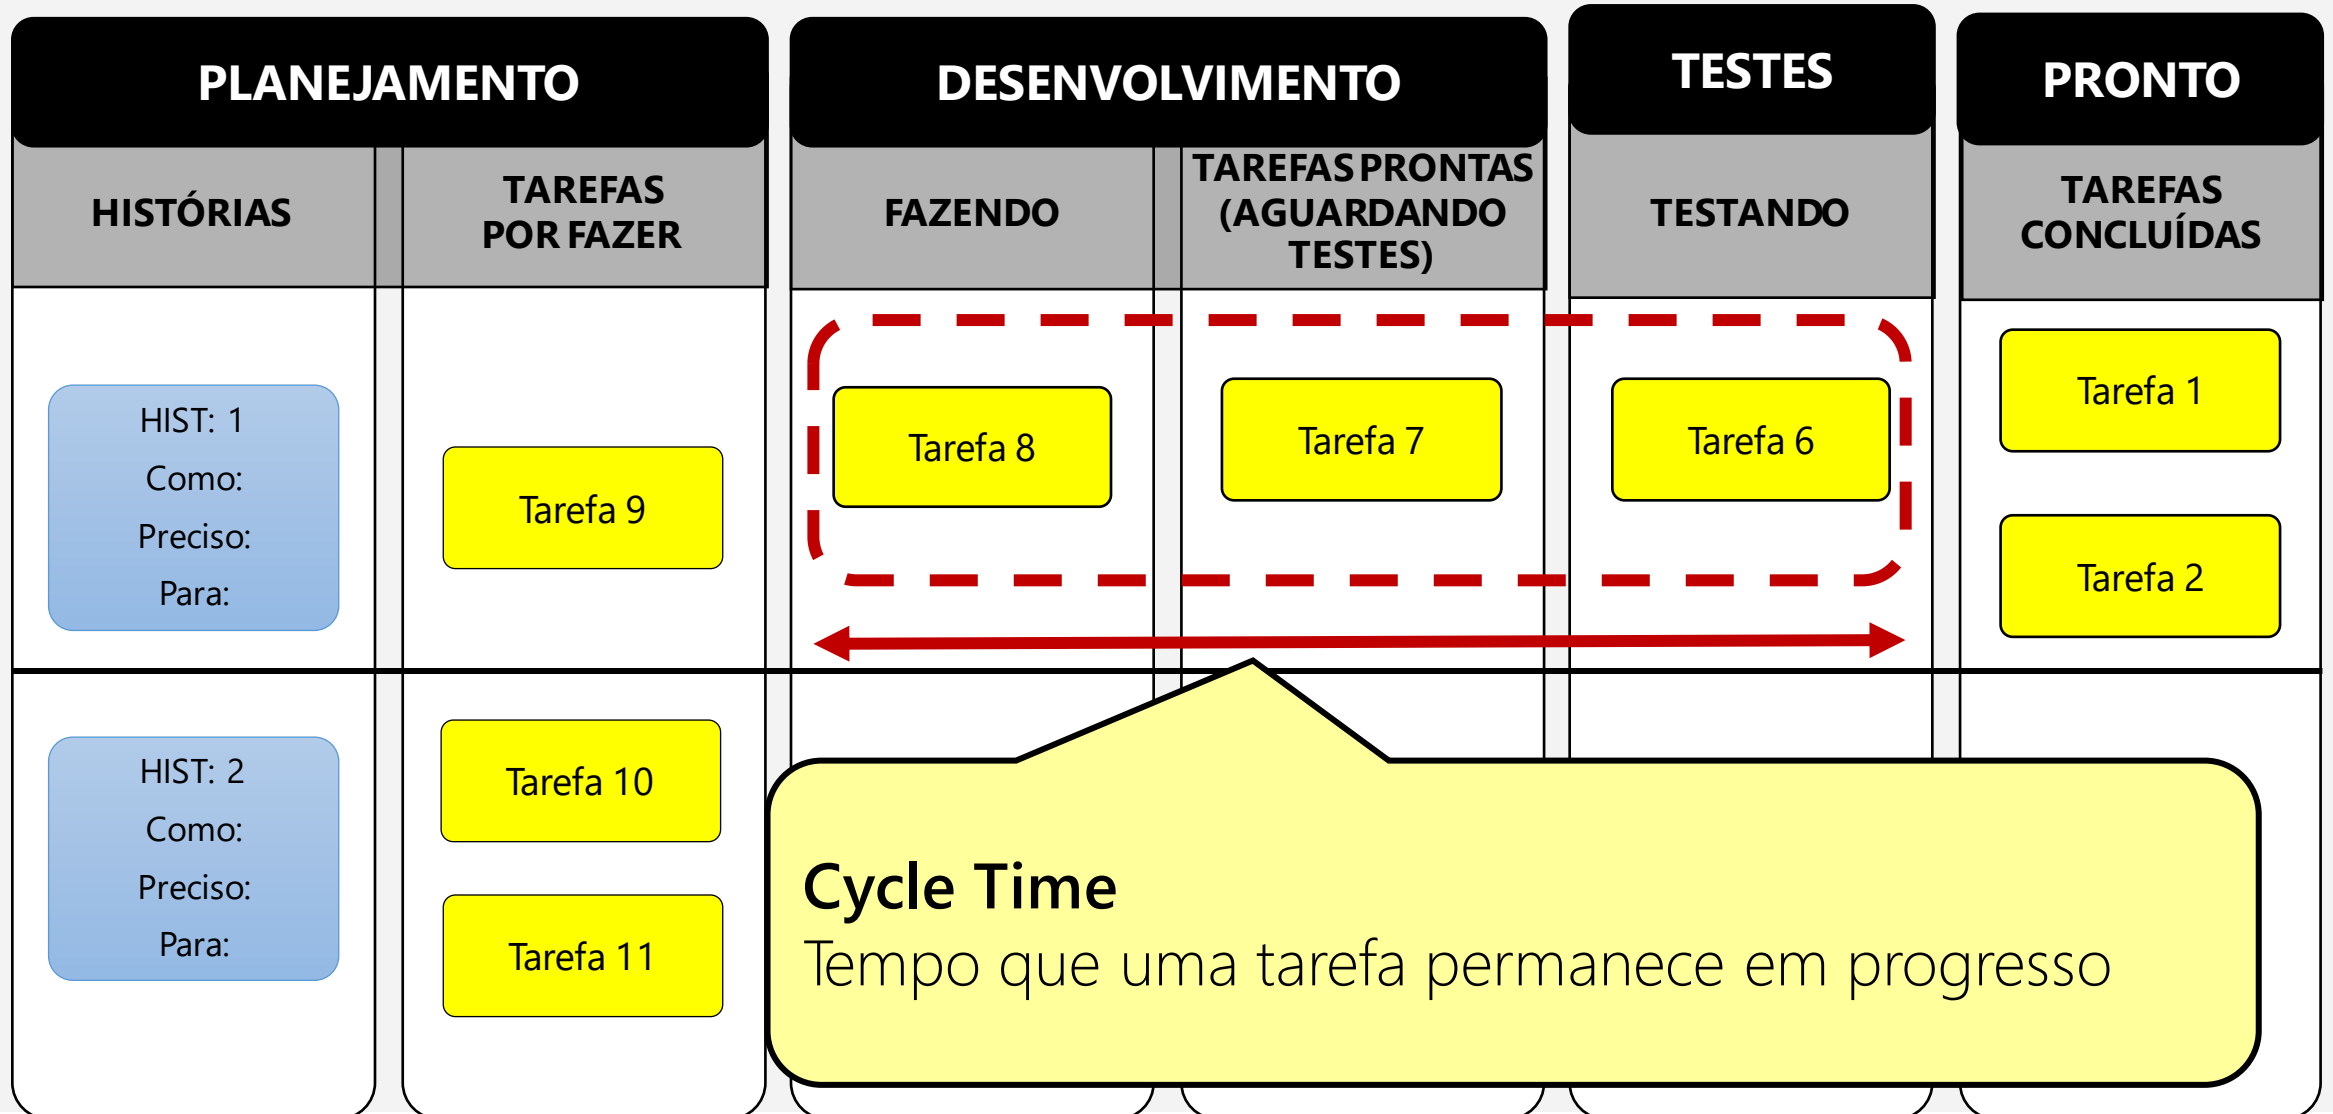 PLANEJAMENTO
DESENVOLVIMENTO
TESTES
PRONTO
HISTÓRIAS
TAREFAS
POR FAZER
FAZENDO
TAREFAS PRONTAS
(AGUARDANDO
TESTES)
TESTANDO
TAREFAS
CONCLUÍDAS
HIST: 1
Como:
Preciso:
Para:
Tarefa 9
Tarefa 8
Tarefa 7
Tarefa 6
Tarefa 1
Tarefa 2
HIST: 2
Como:
Preciso:
Para:
Tarefa 10
Tarefa 11
Cycle Time
Tempo que uma tarefa permanece em progresso